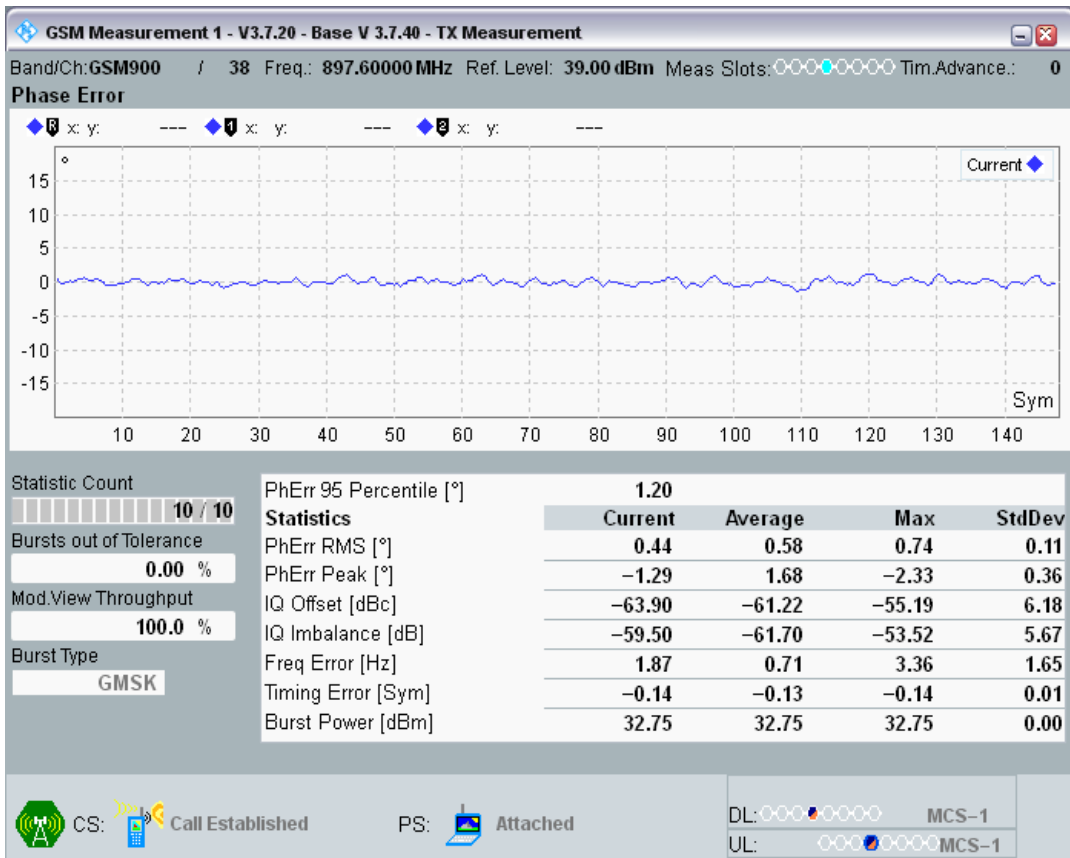 GSM Measurement 1 - V3.7.20 - Base V 3.7.40 - TX Measurement
Band/Ch:GSM900 / 38 Freq.: 897.60000 MHz Ref. Level: 39.00 dBm Meas Slots: Tim.Advance.: 0
Phase Error
R x: y: --- 1 x: y: --- 2 x: y: ---
°
Current
15
10
5
0
-5
-10
-15
Sym
10 20 30 40 50 60 70 80 90 100 110 120 130 140
Statistic Count
10 / 10
Bursts out of Tolerance
0.00 %
Mod.View Throughput
100.0 %
Burst Type
GMSK
PhErr 95 Percentile [°] 1.20
Statistics Current Average Max StdDev
PhErr RMS [°] 0.44 0.58 0.74 0.11
PhErr Peak [°] −1.29 1.68 −2.33 0.36
IQ Offset [dBc] −63.90 −61.22 −55.19 6.18
IQ Imbalance [dB] −59.50 −61.70 −53.52 5.67
Freq Error [Hz] 1.87 0.71 3.36 1.65
Timing Error [Sym] −0.14 −0.13 −0.14 0.01
Burst Power [dBm] 32.75 32.75 32.75 0.00
CS: Call Established PS: Attached
DL: MCS−1
UL: MCS−1